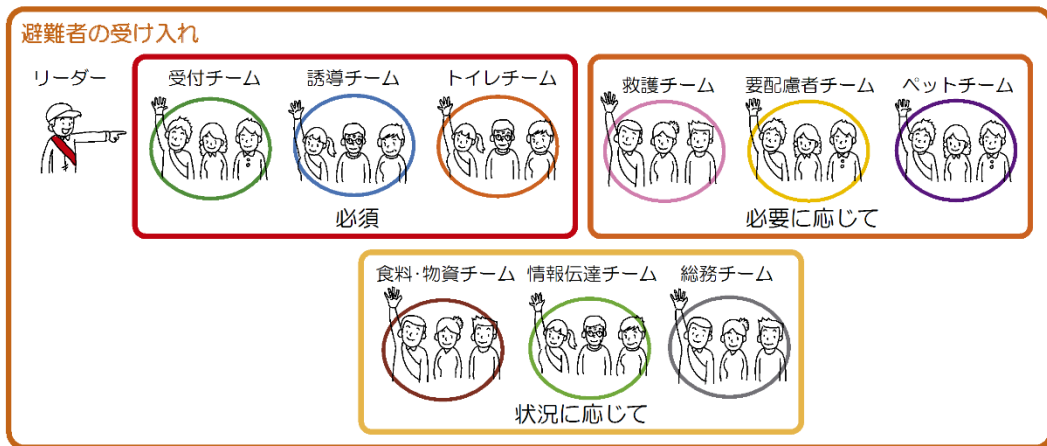 避難者の受け入れ
リーダー
受付チーム
誘導チーム
トイレチーム
必須
救護チーム
要配慮者チーム
ペットチーム
必要に応じて
食料・物資チーム
情報伝達チーム
総務チーム
状況に応じて